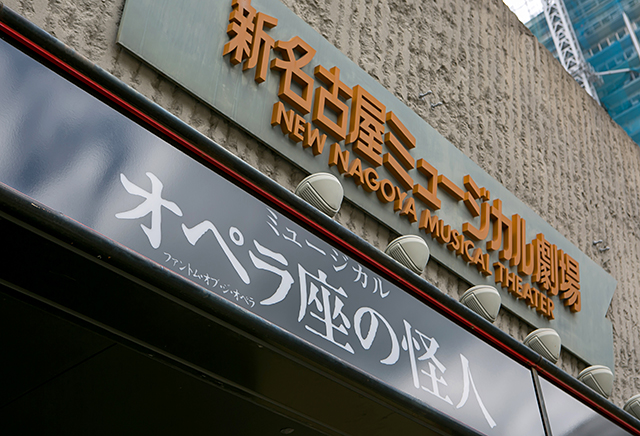 新名古屋ミュージカル劇場
NEW NAGOYA MUSICAL THEATER
ミュージカル
オペラ座の怪人
ファントム・オブ・ジ・オペラ